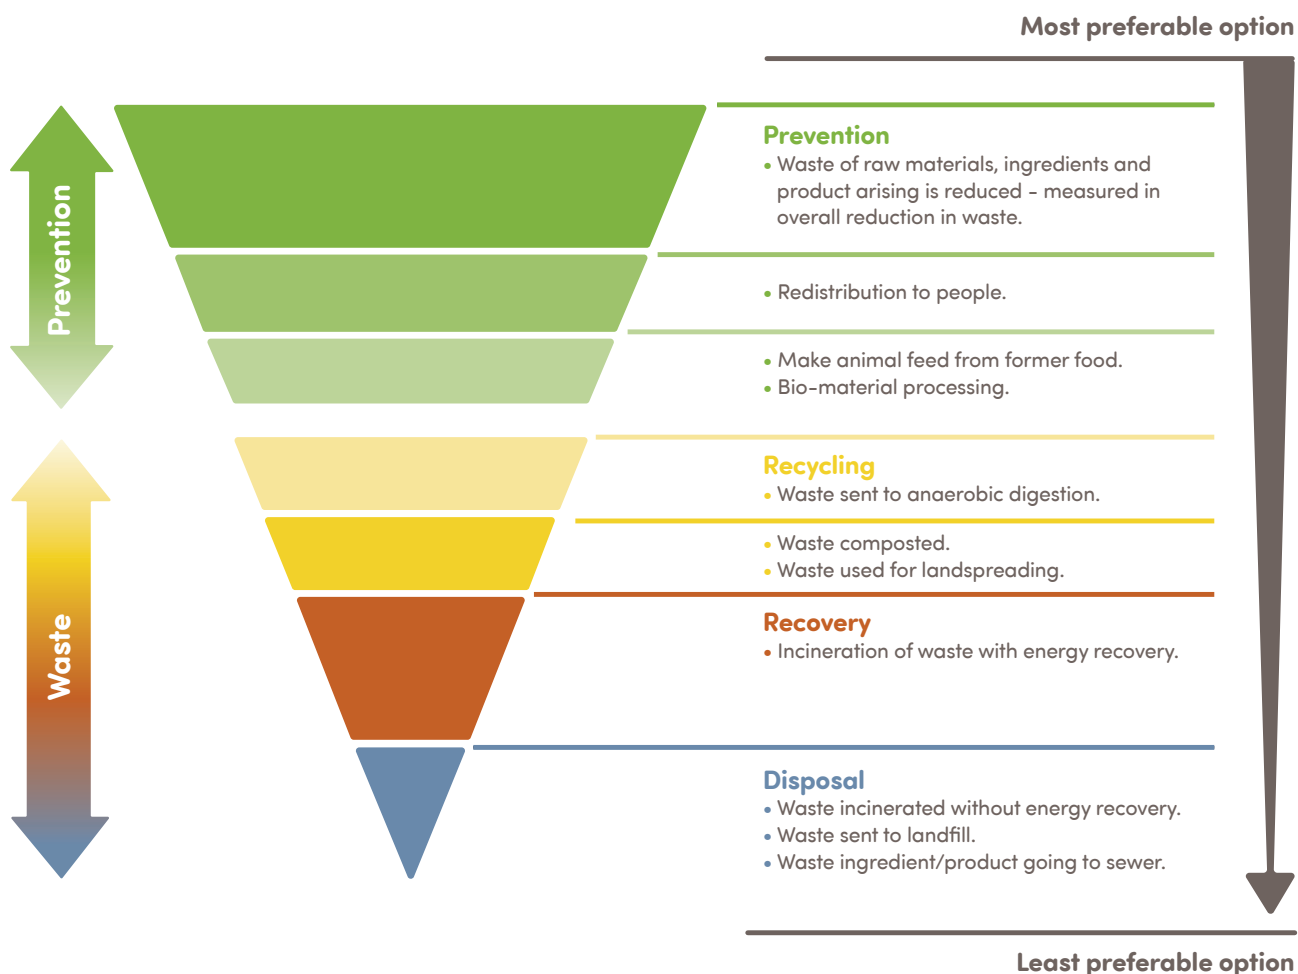 Most preferable option
Prevention
Prevention
• Waste of raw materials, ingredients and
product arising is reduced - measured in
overall reduction in waste.
• Redistribution to people.
• Make animal feed from former food.
• Bio-material processing.
Waste
Recycling
• Waste sent to anaerobic digestion.
• Waste composted.
• Waste used for landspreading.
Recovery
• Incineration of waste with energy recovery.
Disposal
• Waste incinerated without energy recovery.
• Waste sent to landfill.
• Waste ingredient/product going to sewer.
Least preferable option